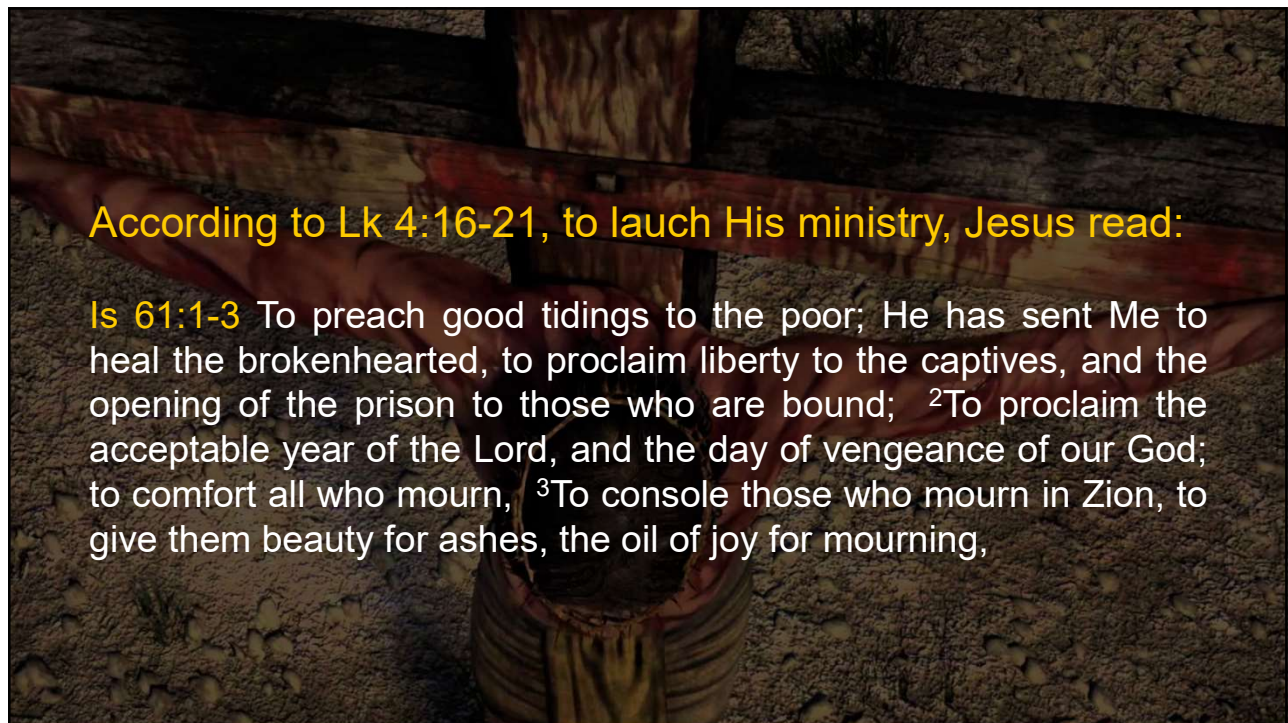 According to Lk 4:16-21, to lauch His ministry, Jesus read:
Is 61:1-3 To preach good tidings to the poor; He has sent Me to
heal the brokenhearted, to proclaim liberty to the captives, and the
opening of the prison to those who are bound; ²To proclaim the
acceptable year of the Lord, and the day of vengeance of our God;
to comfort all who mourn, ³To console those who mourn in Zion, to
give them beauty for ashes, the oil of joy for mourning,